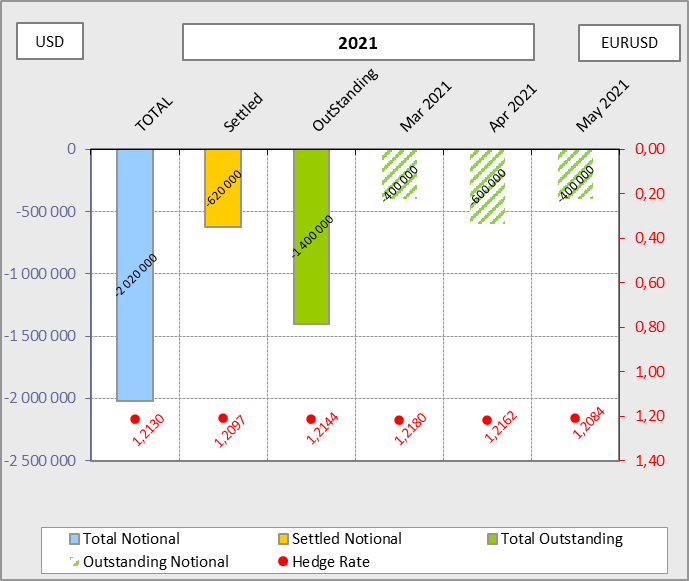 USD
2021
EURUSD
TOTAL
Settled
OutStanding
Mar 2021
Apr 2021
May 2021
0
-500 000
-1 000 000
-1 500 000
-2 000 000
-2 500 000
-2 020 000
-620 000
-1 400 000
-400 000
-600 000
-400 000
0,00
0,20
0,40
0,60
0,80
1,00
1,20
1,40
1,2130
1,2097
1,2144
1,2180
1,2162
1,2084
Total Notional
Settled Notional
Total Outstanding
Outstanding Notional
Hedge Rate